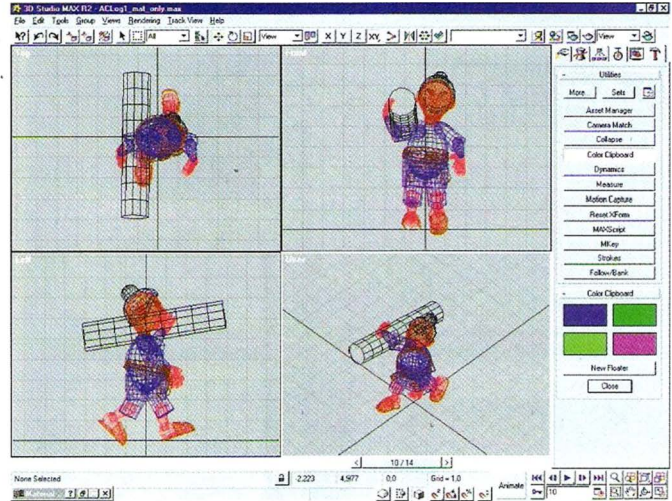 3D Studio MAX R2 - ACLog1_mat_only.max
File Edit Tools Group Views Rendering Track View Help
All
View
X Y Z XY
View
Top
Left
User
Utilities
More Sets
Asset Manager
Camera Match
Collapse
Color Clipboard
Dynamics
Measure
Motion Capture
Reset XForm
MAXScript
MKey
Strokes
Follow/Bank
Color Clipboard
New Floater
Close
10 / 14
None Selected
-2,223 4,977 0,0 Grid = 1,0
Animate
10
Material